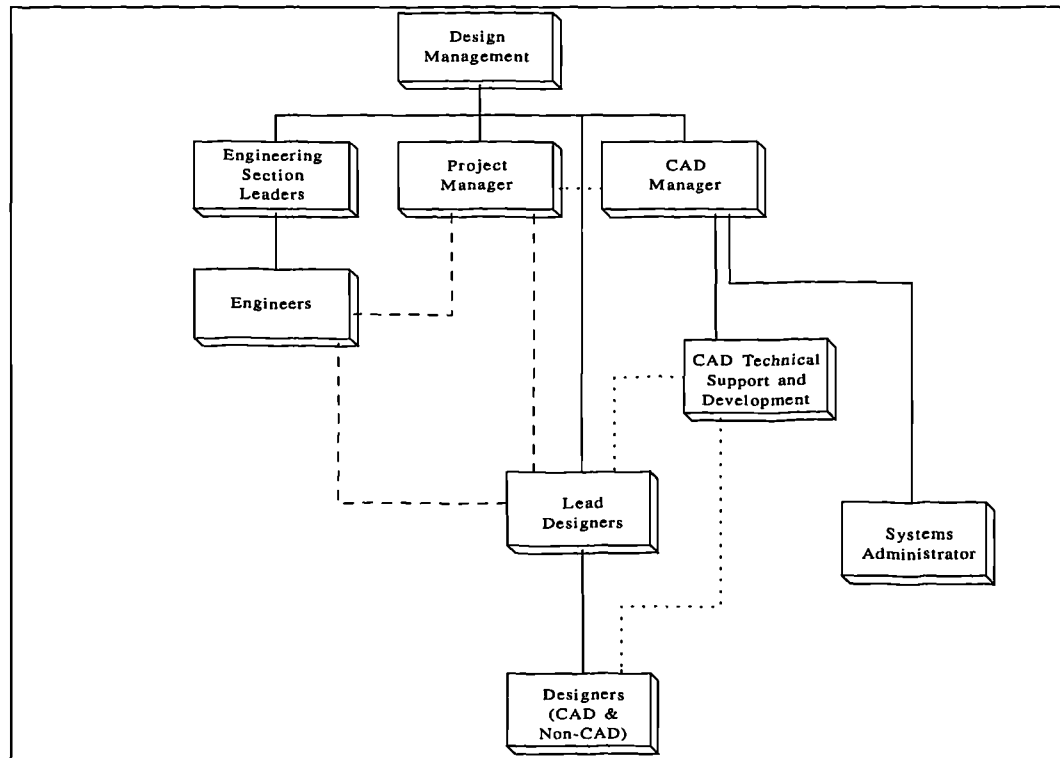 Design
Management
Engineering
Section
Leaders
Project
Manager
CAD
Manager
Engineers
CAD Technical
Support and
Development
Lead
Designers
Systems
Administrator
Designers
(CAD &
Non-CAD)